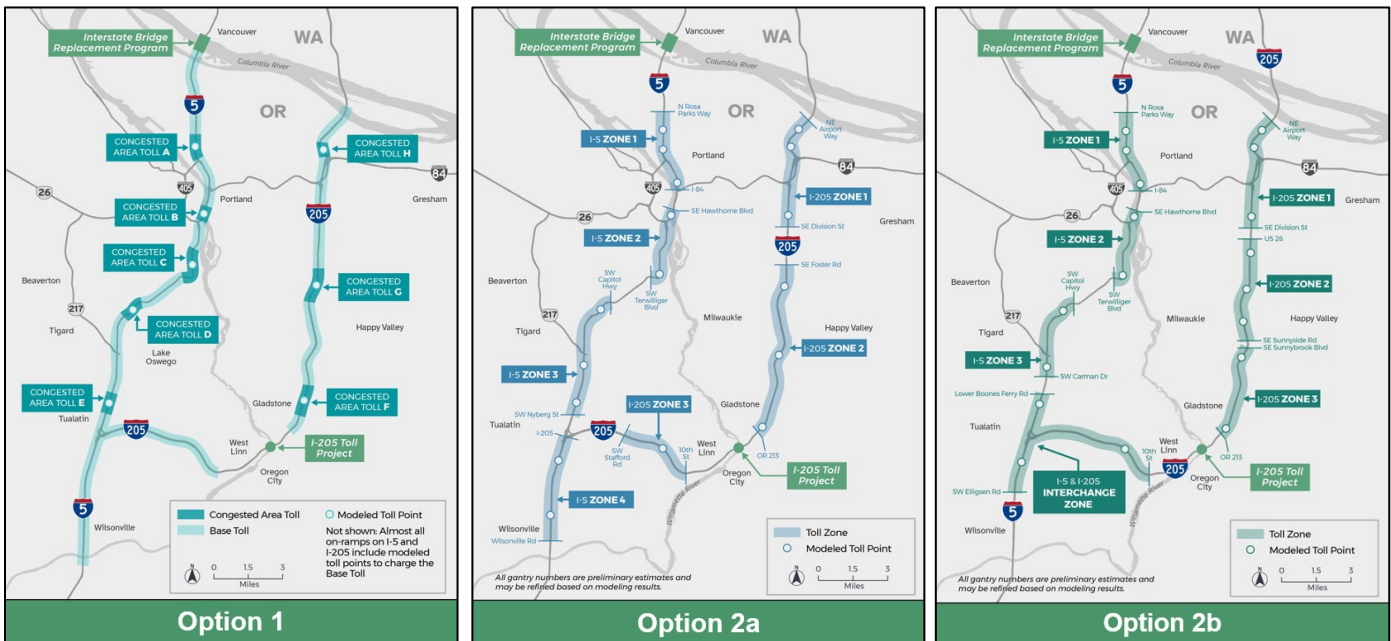 Interstate Bridge
Replacement Program
Vancouver
WA
Columbia River
5
OR
CONGESTED
AREA TOLL A
CONGESTED
AREA TOLL H
84
26
405
Portland
CONGESTED
AREA TOLL B
205
Gresham
CONGESTED
AREA TOLL C
Beaverton
CONGESTED
AREA TOLL G
217
CONGESTED
AREA TOLL D
Happy Valley
Tigard
Lake
Oswego
CONGESTED
AREA TOLL E
Gladstone
CONGESTED
AREA TOLL F
Tualatin
205
West
Linn
I-205 Toll
Project
Oregon
City
5
Wilsonville
Congested Area Toll
Base Toll
Modeled Toll Point
Not shown: Almost all
on-ramps on I-5 and
I-205 include modeled
toll points to charge the
Base Toll
N
0 1.5 3
Miles
Option 1
Interstate Bridge
Replacement Program
Vancouver
WA
Columbia River
5
OR
N Rosa
Parks Way
NE
Airport
Way
I-5 ZONE 1
Portland
84
405
I-84
I-205 ZONE 1
26
SE Hawthorne Blvd
Gresham
SE Division St
I-5 ZONE 2
205
SE Foster Rd
Beaverton
SW
Capitol
Hwy
SW
Terwilliger
Blvd
217
Milwaukie
Happy Valley
Tigard
I-205 ZONE 2
I-5 ZONE 3
I-205 ZONE 3
Gladstone
SW Nyberg St
Tualatin
I-205
205
SW
Stafford
Rd
10th
St
West
Linn
OR 213
Oregon
City
I-205 Toll
Project
Willamette River
I-5 ZONE 4
Wilsonville
Wilsonville Rd
Toll Zone
Modeled Toll Point
N
0 1.5 3
Miles
All gantry numbers are preliminary estimates and
may be refined based on modeling results.
Option 2a
Interstate Bridge
Replacement Program
Vancouver
WA
205
Columbia River
5
OR
N Rosa
Parks Way
NE
Airport
Way
I-5 ZONE 1
Portland
84
405
I-84
I-205 ZONE 1
Gresham
26
SE Hawthorne Blvd
SE Division St
I-5 ZONE 2
US 26
Beaverton
SW
Capitol
Hwy
SW
Terwilliger
Blvd
I-205 ZONE 2
217
Milwaukie
Happy Valley
Tigard
SE Sunnyside Rd
SE Sunnybrook Blvd
I-5 ZONE 3
SW Carman Dr
Lower Boones Ferry Rd
I-205 ZONE 3
Gladstone
Tualatin
West
Linn
OR 213
10th
St
205
Oregon
City
I-205 Toll
Project
I-5 & I-205
INTERCHANGE
ZONE
SW Elligsen Rd
5
Willamette River
Wilsonville
Toll Zone
Modeled Toll Point
N
0 1.5 3
Miles
All gantry numbers are preliminary estimates and
may be refined based on modeling results.
Option 2b